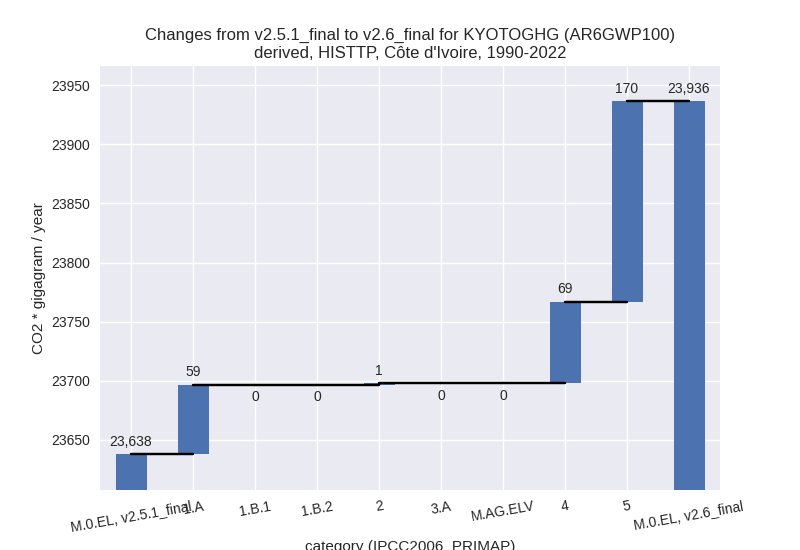 Changes from v2.5.1_final to v2.6_final for KYOTOGHG (AR6GWP100)
derived, HISTTP, Côte d'Ivoire, 1990-2022
CO2 * gigagram / year
23950
23900
23850
23800
23750
23700
23650
23,638
59
0
0
1
0
0
69
170
23,936
M.0.EL, v2.5.1_final
1.A
1.B.1
1.B.2
2
3.A
M.AG.ELV
4
5
M.0.EL, v2.6_final
category (IPCC2006_PRIMAP)